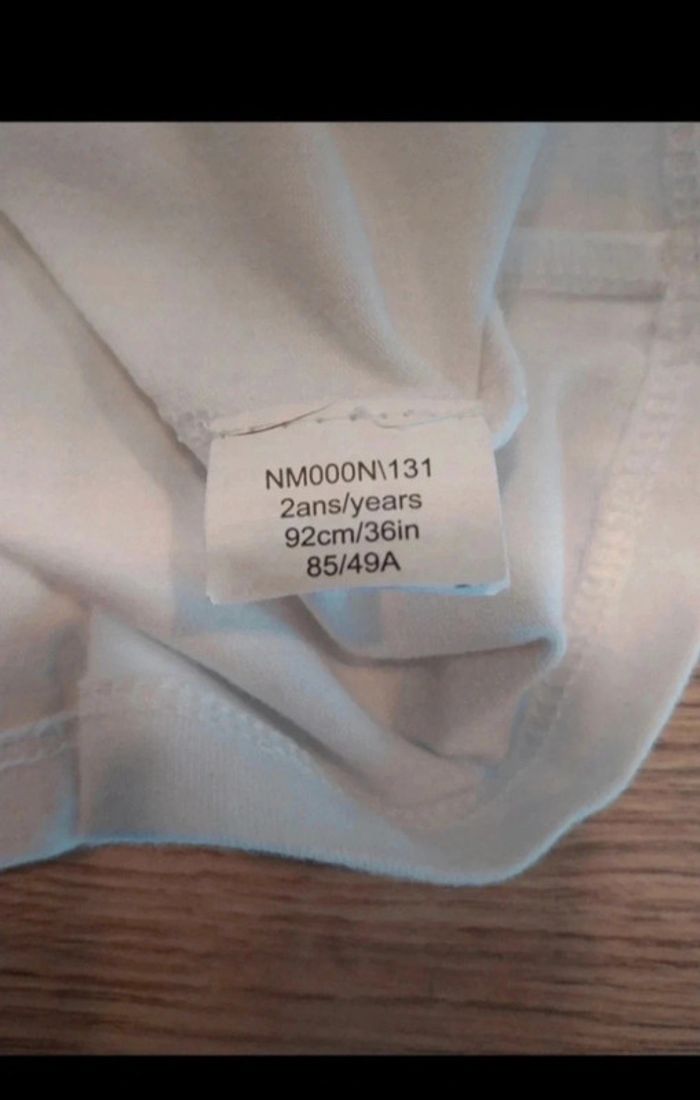 NM000N\131
2ans/years
92cm/36in
85/49A